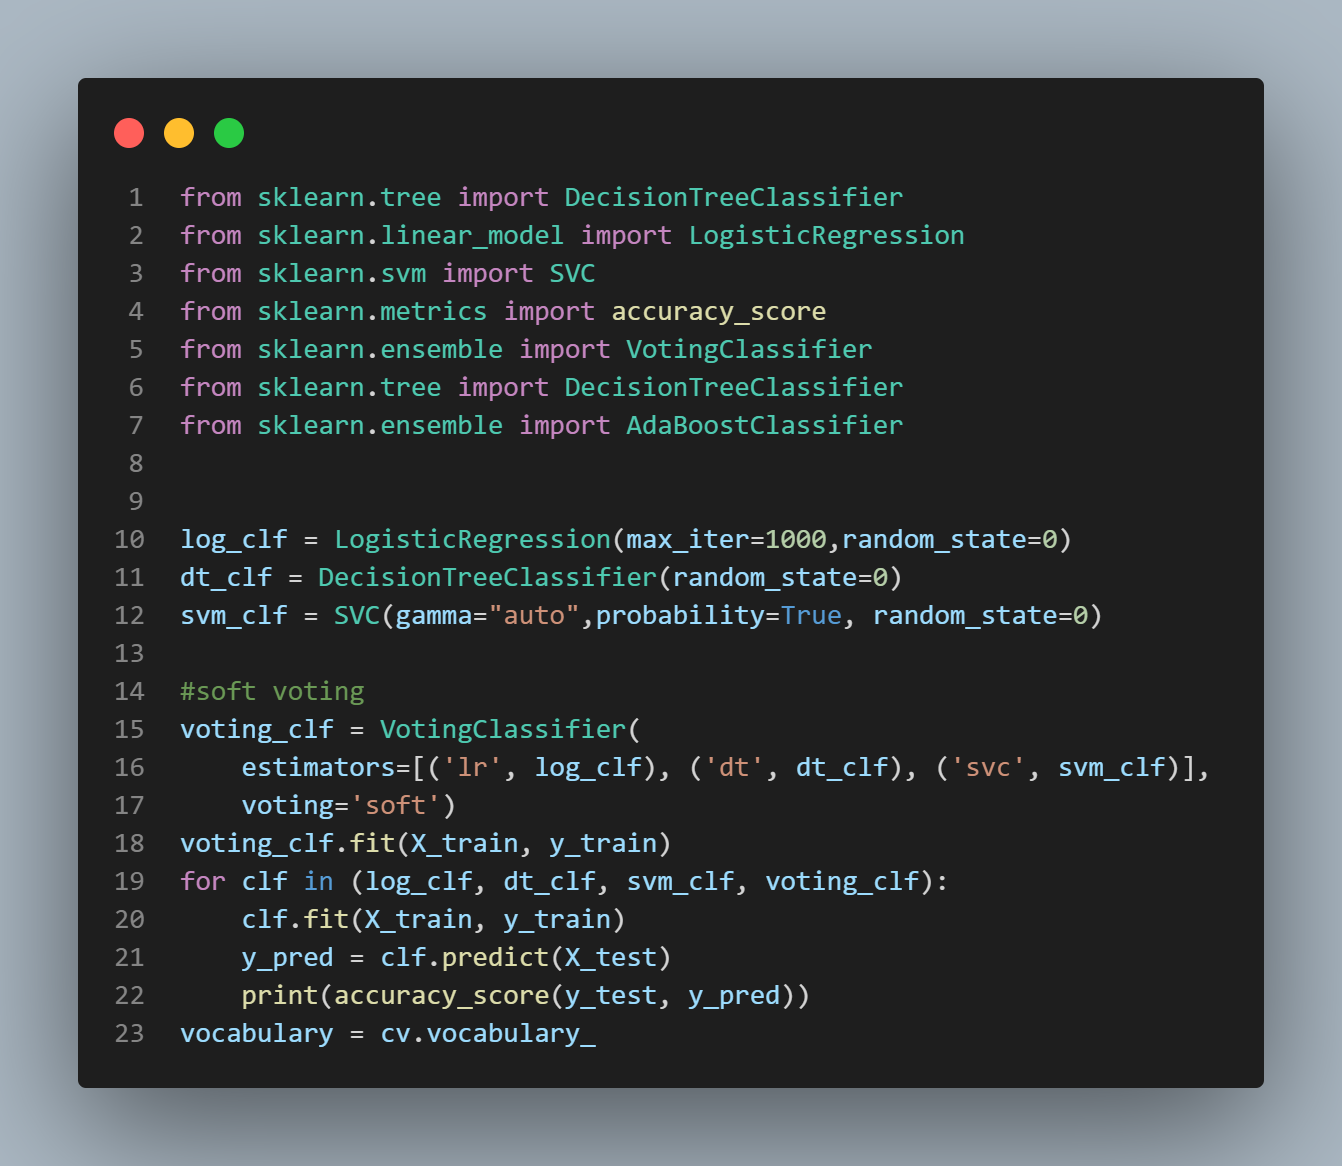 1 from sklearn.tree import DecisionTreeClassifier
2 from sklearn.linear_model import LogisticRegression
3 from sklearn.svm import SVC
4 from sklearn.metrics import accuracy_score
5 from sklearn.ensemble import VotingClassifier
6 from sklearn.tree import DecisionTreeClassifier
7 from sklearn.ensemble import AdaBoostClassifier
8
9
10 log_clf = LogisticRegression(max_iter=1000,random_state=0)
11 dt_clf = DecisionTreeClassifier(random_state=0)
12 svm_clf = SVC(gamma="auto",probability=True, random_state=0)
13
14 #soft voting
15 voting_clf = VotingClassifier(
16     estimators=[('lr', log_clf), ('dt', dt_clf), ('svc', svm_clf)],
17     voting='soft')
18 voting_clf.fit(X_train, y_train)
19 for clf in (log_clf, dt_clf, svm_clf, voting_clf):
20     clf.fit(X_train, y_train)
21     y_pred = clf.predict(X_test)
22     print(accuracy_score(y_test, y_pred))
23 vocabulary = cv.vocabulary_